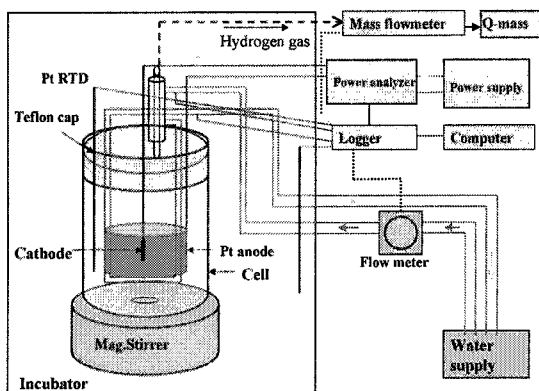 Mass flowmeter
Q-mass
Hydrogen gas
Pt RTD
Power analyzer
Power supply
Teflon cap
Logger
Computer
Cathode
Pt anode
Flow meter
Cell
Mag.Stirrer
Water
supply
Incubator